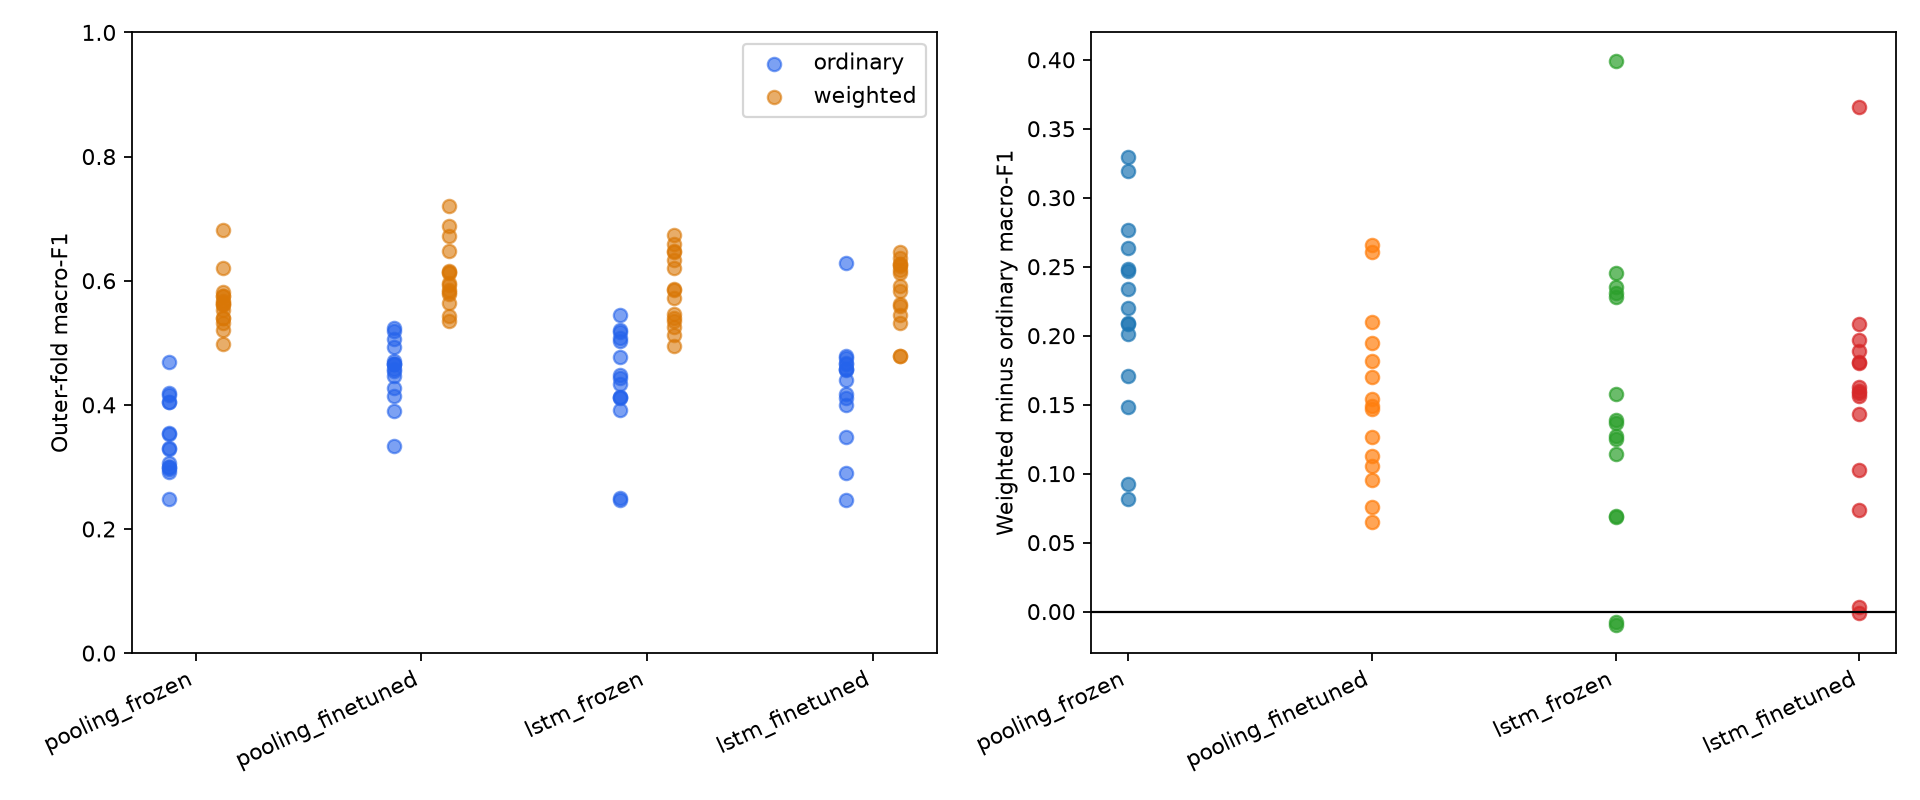 Outer-fold macro-F1
1.0
0.8
0.6
0.4
0.2
0.0
ordinary
weighted
pooling_frozen
pooling_finetuned
lstm_frozen
lstm_finetuned
Weighted minus ordinary macro-F1
0.40
0.35
0.30
0.25
0.20
0.15
0.10
0.05
0.00
pooling_frozen
pooling_finetuned
lstm_frozen
lstm_finetuned